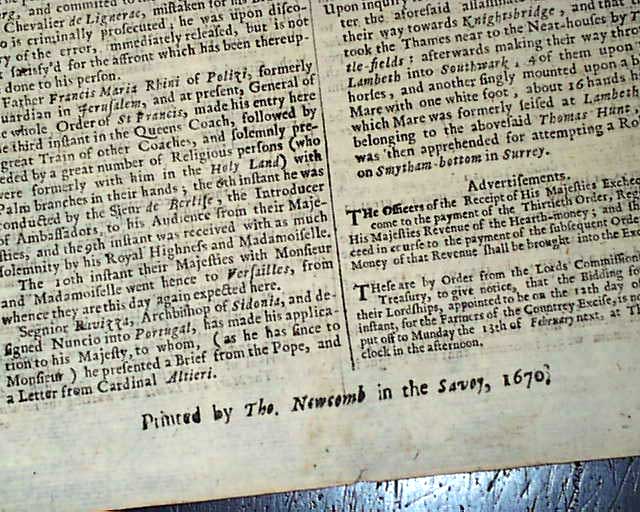 and committed to
Chevalier de Lignerac, mistaken for his
is criminally prosecuted; he was upon disco-
of the error, immediately released, but is not
satisfy'd for the affront which has been thereup-
done to his person.
Father Francis Maria Rhini of Polizi, formerly
uardian in Jerusalem, and at present, General of
whole Order of St Francis, made his entry here
he third instant in the Queens Coach, followed by
great Train of other Coaches, and solemnly pre-
eded by a great number of Religious persons (who
were formerly with him in the Holy Land) with
Palm branches in their hands; the 6th instant he was
conducted by the Sieur de Berlise, the Introducer
of Ambassadors, to his Audience from their Maje-
sties, and the 9th instant was received with as much
solemnity by his Royal Highness and Madamoiselle.
The 10th instant their Majesties with Monsieur
and Madamoiselle went hence to Versailles, from
whence they are this day again expected here.
Segnior Ravizza, Archbishop of Sidonia, and de-
signed Nuncio into Portugal, has made his applica-
tion to his Majesty, to whom, (as he has since to
Monsieur) he presented a Brief from the Pope, and
a Letter from Cardinal Altieri.
Upon inquiry
ter the aforesaid assassinate
their way towards Knightsbridge, and that
took the Thames near to the Neat-houses by
tle-fields: afterwards making their way thro
Lambeth into Southwark, 4 of them upon
horses, and another singly mounted upon a b
Mare with one white foot, about 16 hands h
which Mare was formerly seised at Lambeth
belonging to the abovesaid Thomas Hunt,
was then apprehended for attempting a Ro
on Smytham-bottom in Surrey.
Advertisements.
THe Officers of the Receipt of His Majesties Excheq
come to the payment of the Thirtieth Order, Reg
His Majesties Revenue of the Hearth-money; and sh
ceed in course to the payment of the subsequent Orde
Money of that Revenue shall be brought into the Exc
THese are by Order from the Lords Commission
Treasury, to give notice, that the Bidding
their Lordships, appointed to be on the 12th day of
instant, for the Farmers of the Countrey Excise, is
put off to Munday the 13th of February next, at Th
clock in the afternoon.
Printed by Tho. Newcomb in the Savoy, 1670.